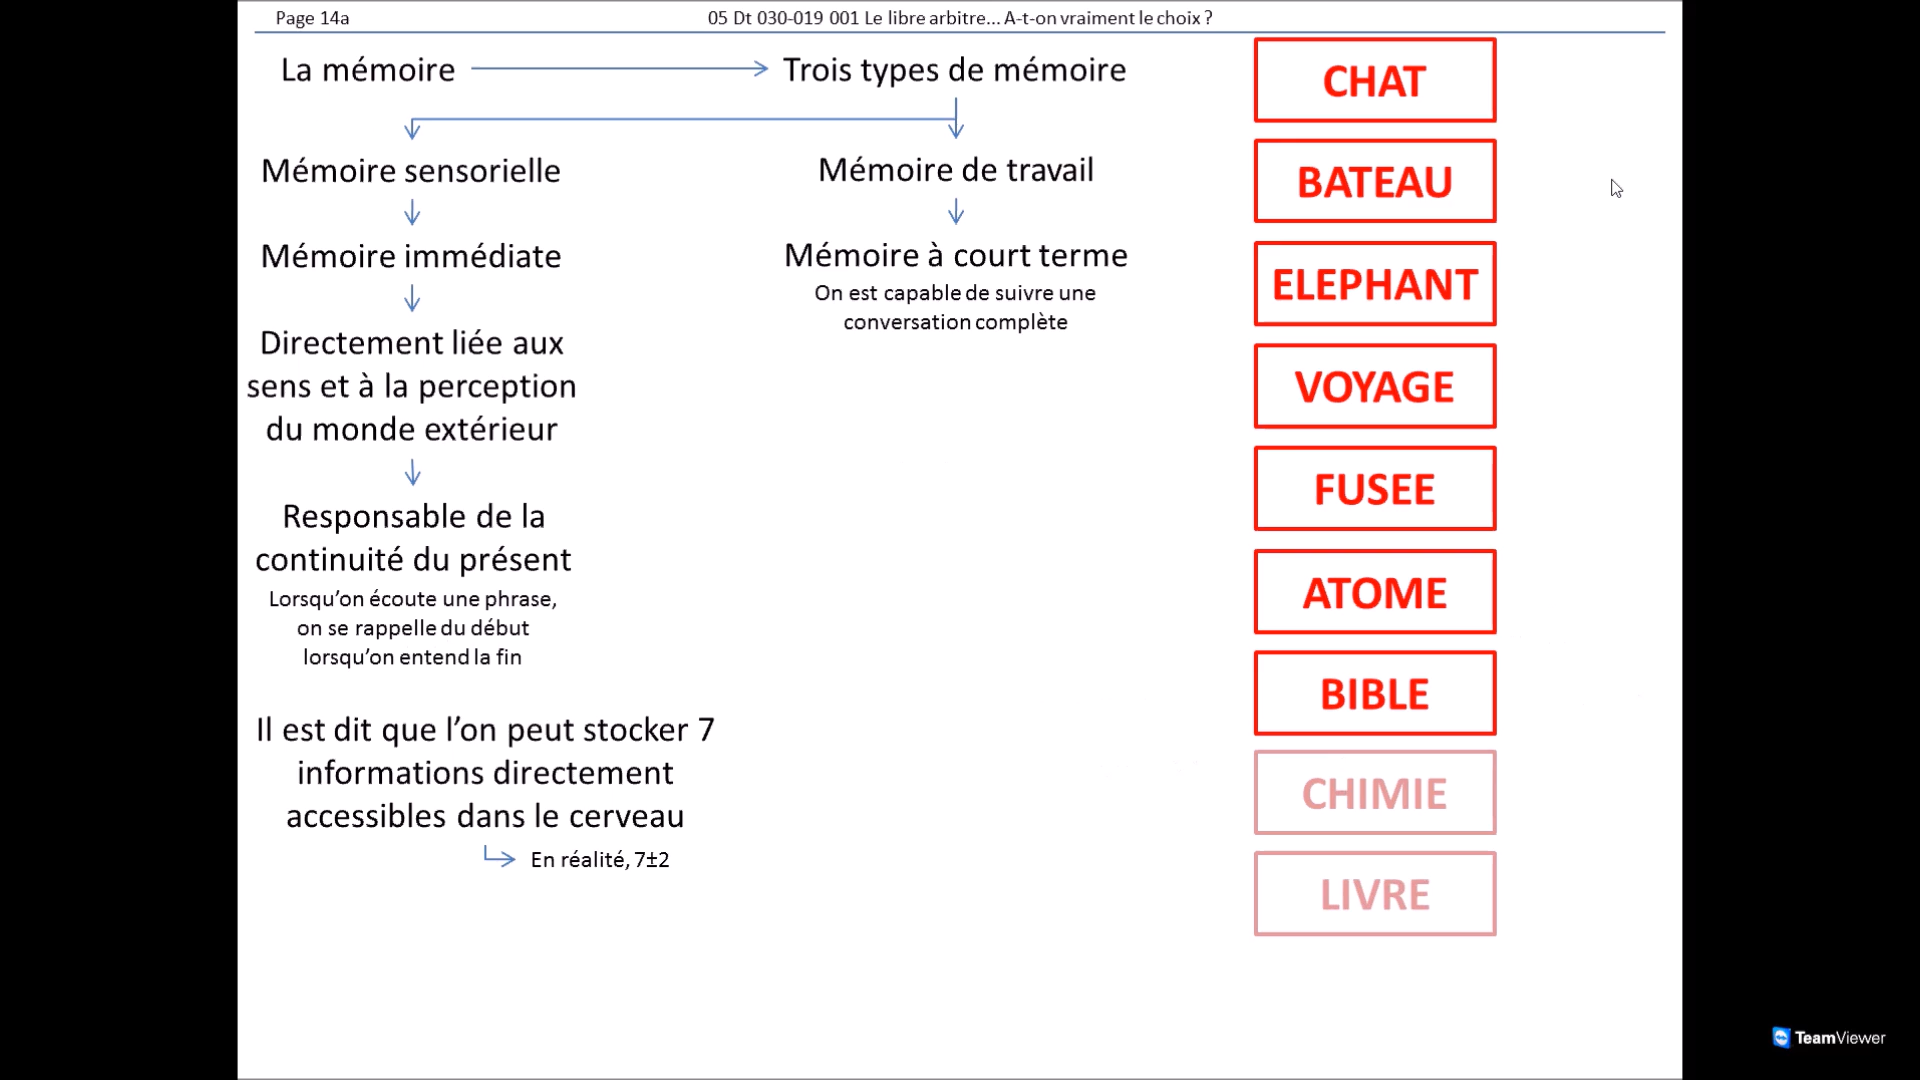 Page 14a
05 Dt 030-019 001 Le libre arbitre... A-t-on vraiment le choix ?
La mémoire
Trois types de mémoire
Mémoire sensorielle
Mémoire immédiate
Directement liée aux
sens et à la perception
du monde extérieur
Responsable de la
continuité du présent
Lorsqu’on écoute une phrase,
on se rappelle du début
lorsqu’on entend la fin
Il est dit que l’on peut stocker 7
informations directement
accessibles dans le cerveau
En réalité, 7±2
Mémoire de travail
Mémoire à court terme
On est capable de suivre une
conversation complète
CHAT
BATEAU
ELEPHANT
VOYAGE
FUSEE
ATOME
BIBLE
CHIMIE
LIVRE
TeamViewer